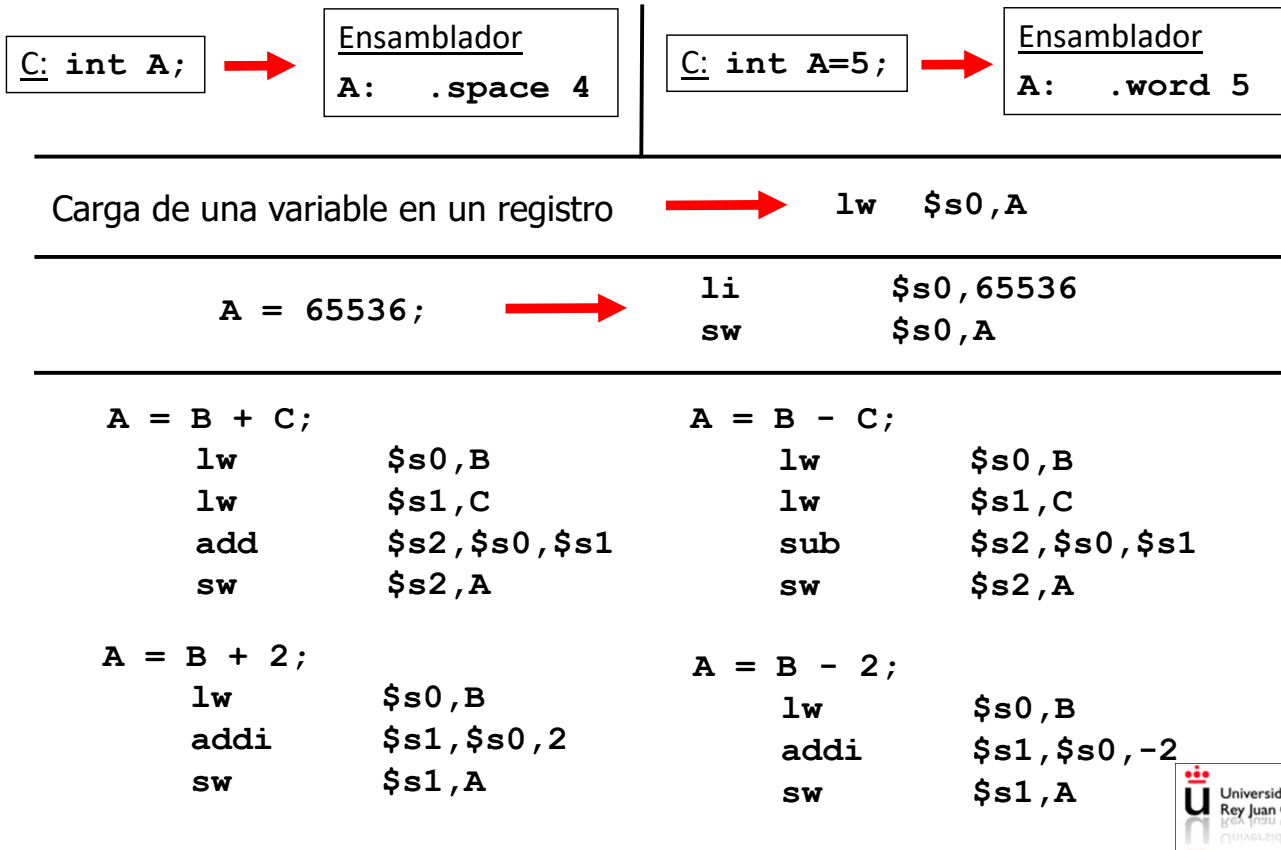 C: int A;
Ensamblador
A: .space 4
C: int A=5;
Ensamblador
A: .word 5
Carga de una variable en un registro
lw $s0,A
A = 65536;
li $s0,65536
sw $s0,A
A = B + C;
lw $s0,B
lw $s1,C
add $s2,$s0,$s1
sw $s2,A
A = B - C;
lw $s0,B
lw $s1,C
sub $s2,$s0,$s1
sw $s2,A
A = B + 2;
lw $s0,B
addi $s1,$s0,2
sw $s1,A
A = B - 2;
lw $s0,B
addi $s1,$s0,-2
sw $s1,A
Universid
Rey Juan